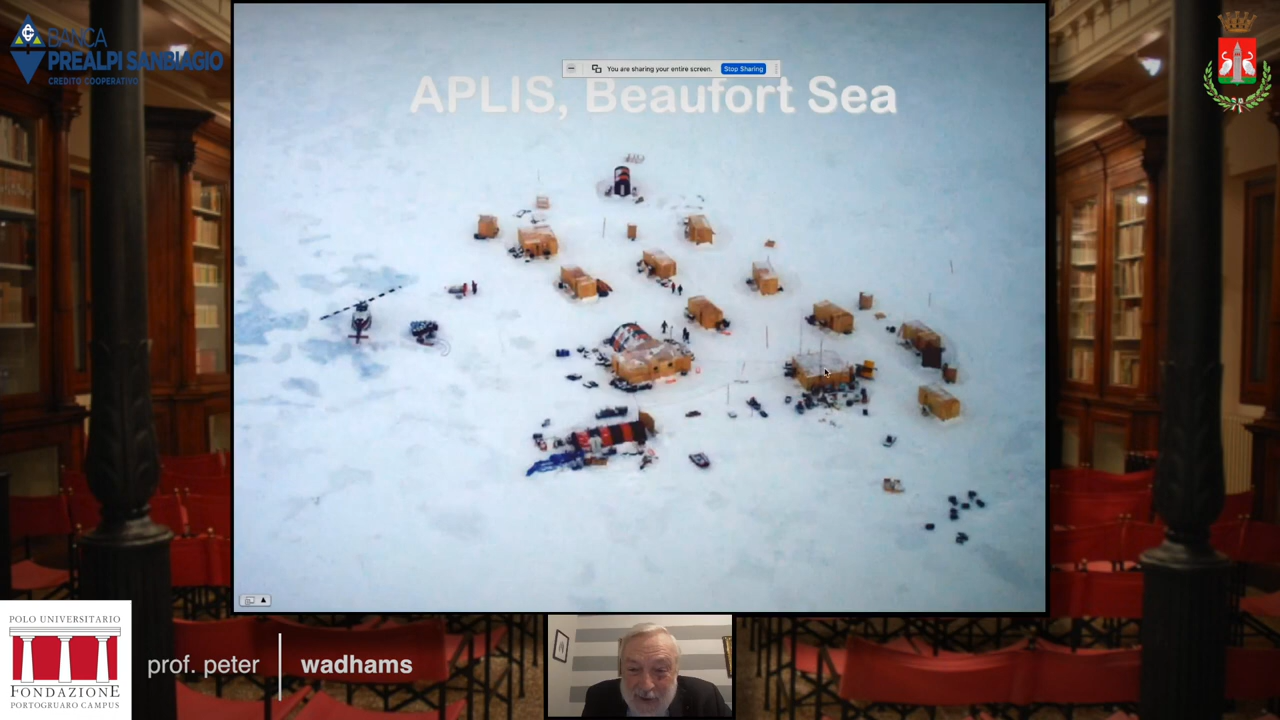 BANCA
PREALPI SANBIAGIO
CREDITO COOPERATIVO
You are sharing your entire screen.
Stop Sharing
APLIS, Beaufort Sea
POLO UNIVERSITARIO
FONDAZIONE
PORTOGRUARO CAMPUS
prof. peter
wadhams